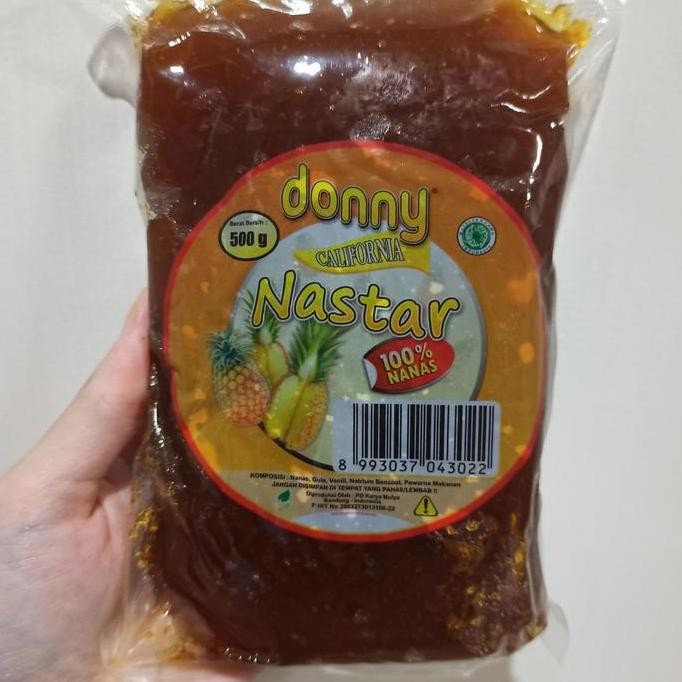 donny
Berat Bersih :
500 g
CALIFORNIA
Nastar
100%
NANAS
8 993037 043022
KOMPOSISI : Nanas, Gula, Vanili, Natrium Benzoat, Pewarna Makanan
JANGAN DISIMPAN DI TEMPAT YANG PANAS/LEMBAB !!
Diproduksi Oleh : PD Karya Mulya
Bandung - Indonesia